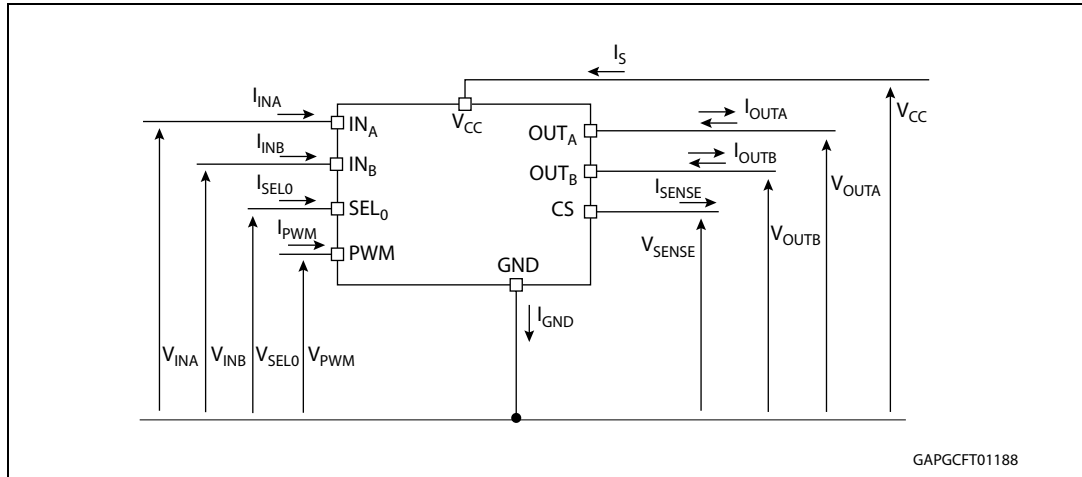 I_S
I_INA
V_CC
IN_A
OUT_A
I_OUTA
V_CC
I_INB
IN_B
OUT_B
I_OUTB
I_SEL0
SEL_0
CS
I_SENSE
V_OUTA
I_PWM
PWM
GND
V_SENSE
V_OUTB
I_GND
V_INA
V_INB
V_SEL0
V_PWM
GAPGCFT01188